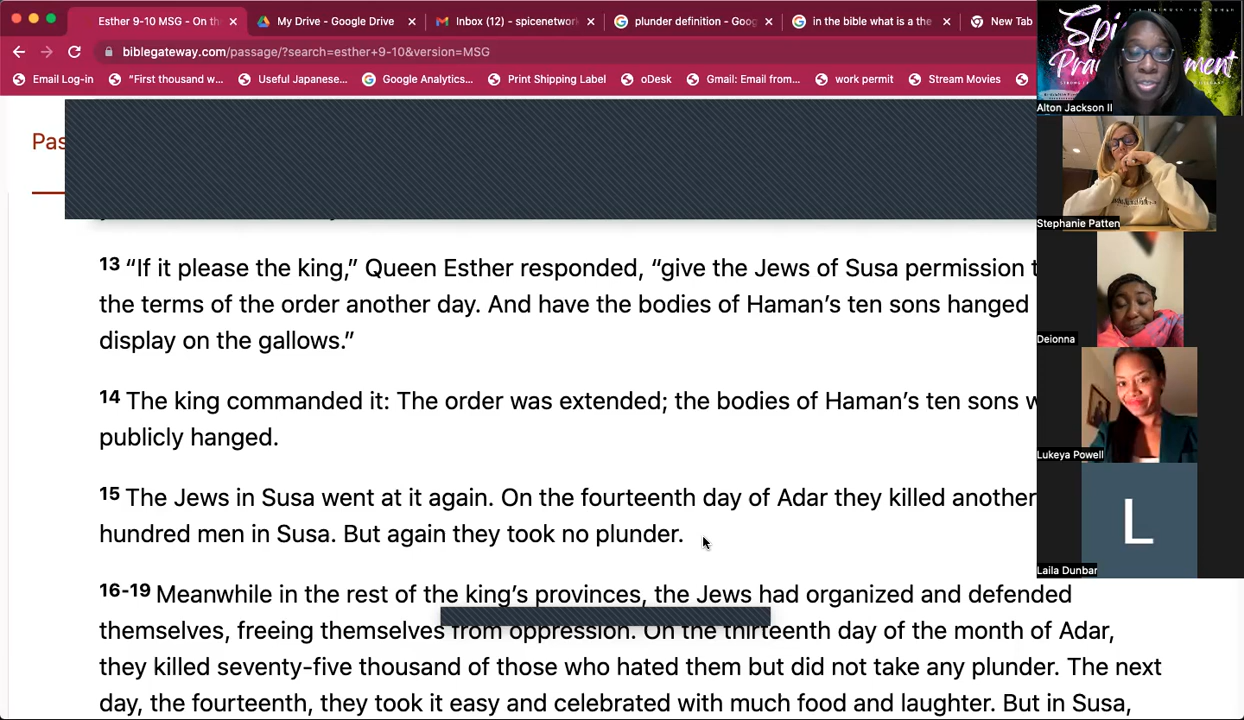 Esther 9-10 MSG - On th
My Drive - Google Drive
Inbox (12) - spicenetwork
plunder definition - Goog
in the bible what is a the
New Tab
biblegateway.com/passage/?search=esther+9-10&version=MSG
Email Log-in
“First thousand w...
Useful Japanese...
Google Analytics...
Print Shipping Label
oDesk
Gmail: Email from...
work permit
Stream Movies
Pas
13 “If it please the king,” Queen Esther responded, “give the Jews of Susa permission t
the terms of the order another day. And have the bodies of Haman’s ten sons hanged
display on the gallows.”
14 The king commanded it: The order was extended; the bodies of Haman’s ten sons w
publicly hanged.
15 The Jews in Susa went at it again. On the fourteenth day of Adar they killed another
hundred men in Susa. But again they took no plunder.
16-19 Meanwhile in the rest of the king’s provinces, the Jews had organized and defended
themselves, freeing themselves from oppression. On the thirteenth day of the month of Adar,
they killed seventy-five thousand of those who hated them but did not take any plunder. The next
day, the fourteenth, they took it easy and celebrated with much food and laughter. But in Susa,
Alton Jackson II
Stephanie Patten
Deionna
Lukeya Powell
L
Laila Dunbar